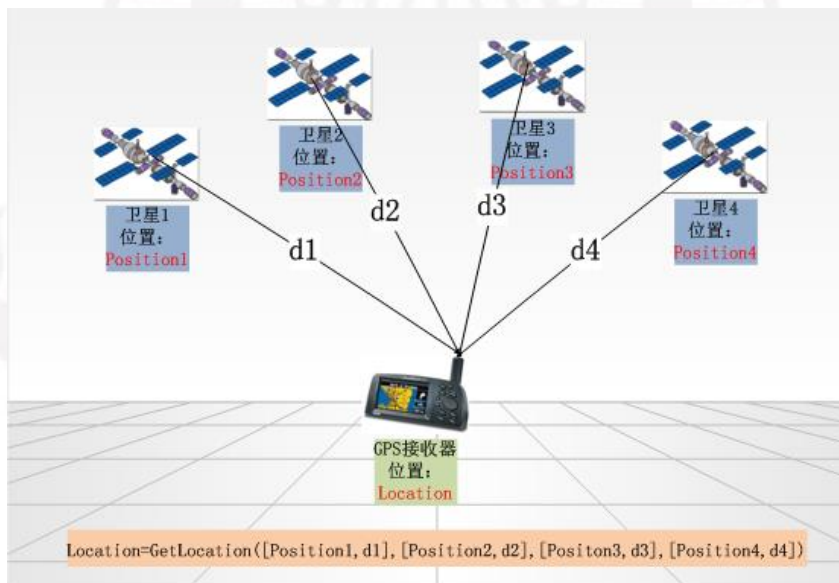 卫星1
位置:
Position1
卫星2
位置:
Position2
卫星3
位置:
Position3
卫星4
位置:
Position4
d1
d2
d3
d4
GPS接收器
位置:
Location
Location=GetLocation([Position1,d1],[Position2,d2],[Positon3,d3],[Position4,d4])